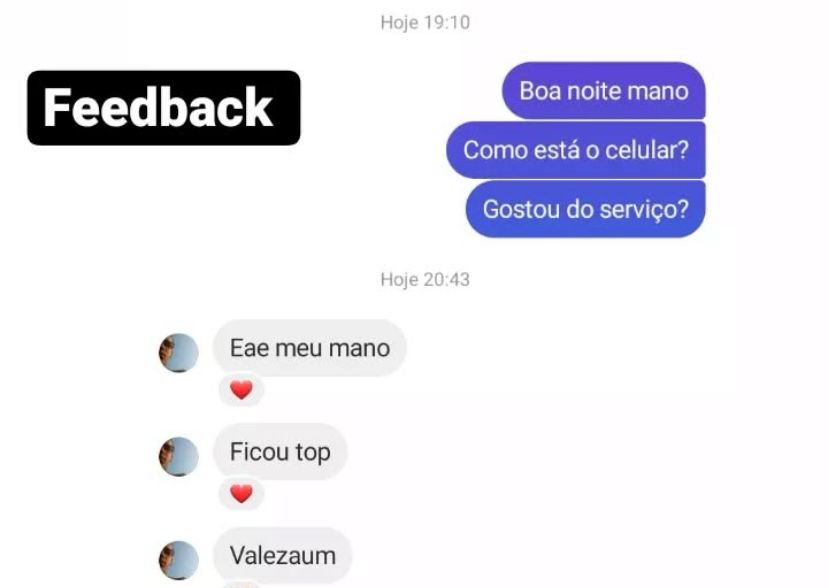 Hoje 19:10
Feedback
Boa noite mano
Como está o celular?
Gostou do serviço?
Hoje 20:43
Eae meu mano
Ficou top
Valezaum